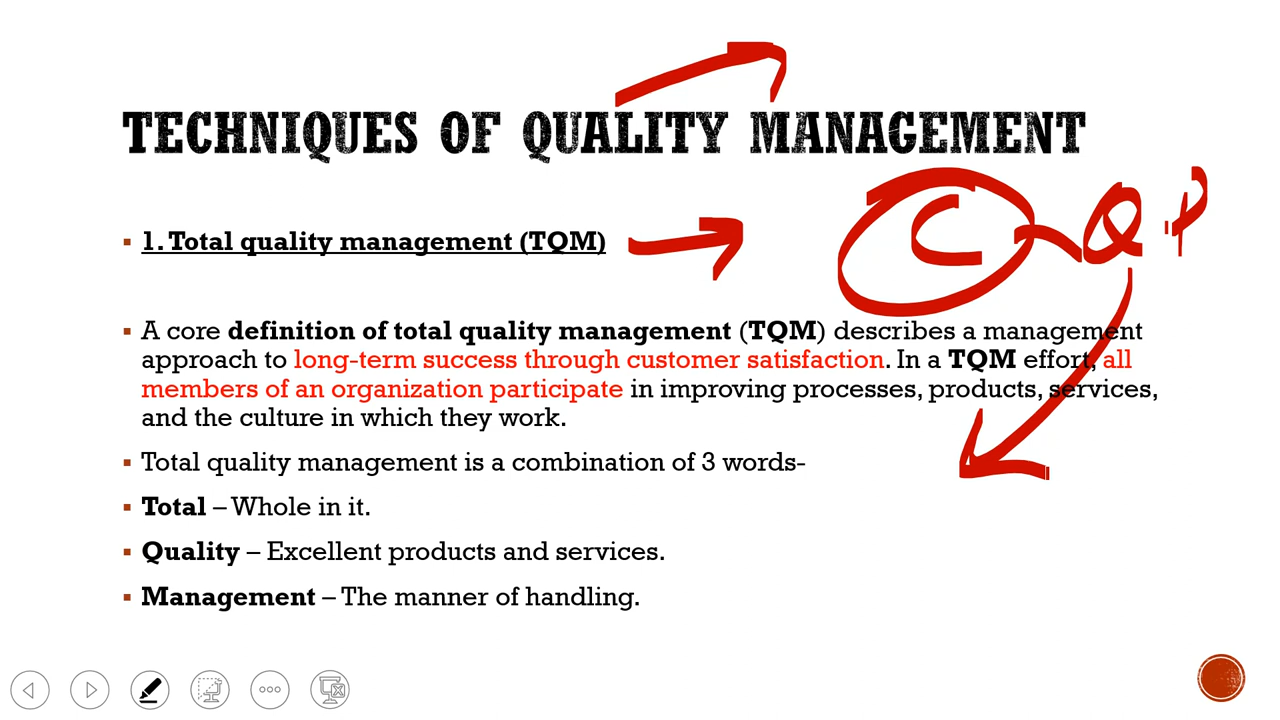 TECHNIQUES OF QUALITY MANAGEMENT
C Q.P
1. Total quality management (TQM)
A core definition of total quality management (TQM) describes a management
approach to long-term success through customer satisfaction. In a TQM effort, all
members of an organization participate in improving processes, products, services,
and the culture in which they work.
Total quality management is a combination of 3 words-
Total – Whole in it.
Quality – Excellent products and services.
Management – The manner of handling.